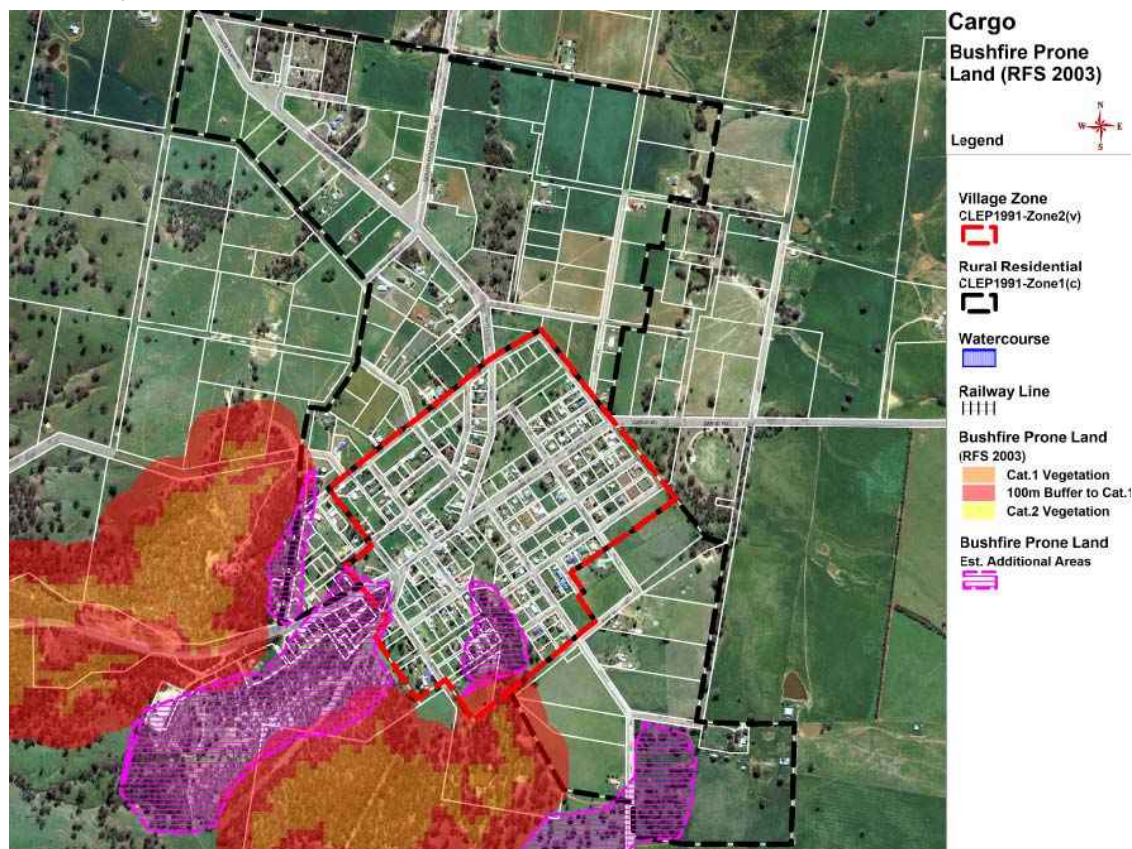 Cargo
Bushfire Prone
Land (RFS 2003)
N
W E
S
Legend
Village Zone
CLEP1991-Zone2(v)
Rural Residential
CLEP1991-Zone1(c)
Watercourse
Railway Line
Bushfire Prone Land
(RFS 2003)
Cat.1 Vegetation
100m Buffer to Cat.1
Cat.2 Vegetation
Bushfire Prone Land
Est. Additional Areas